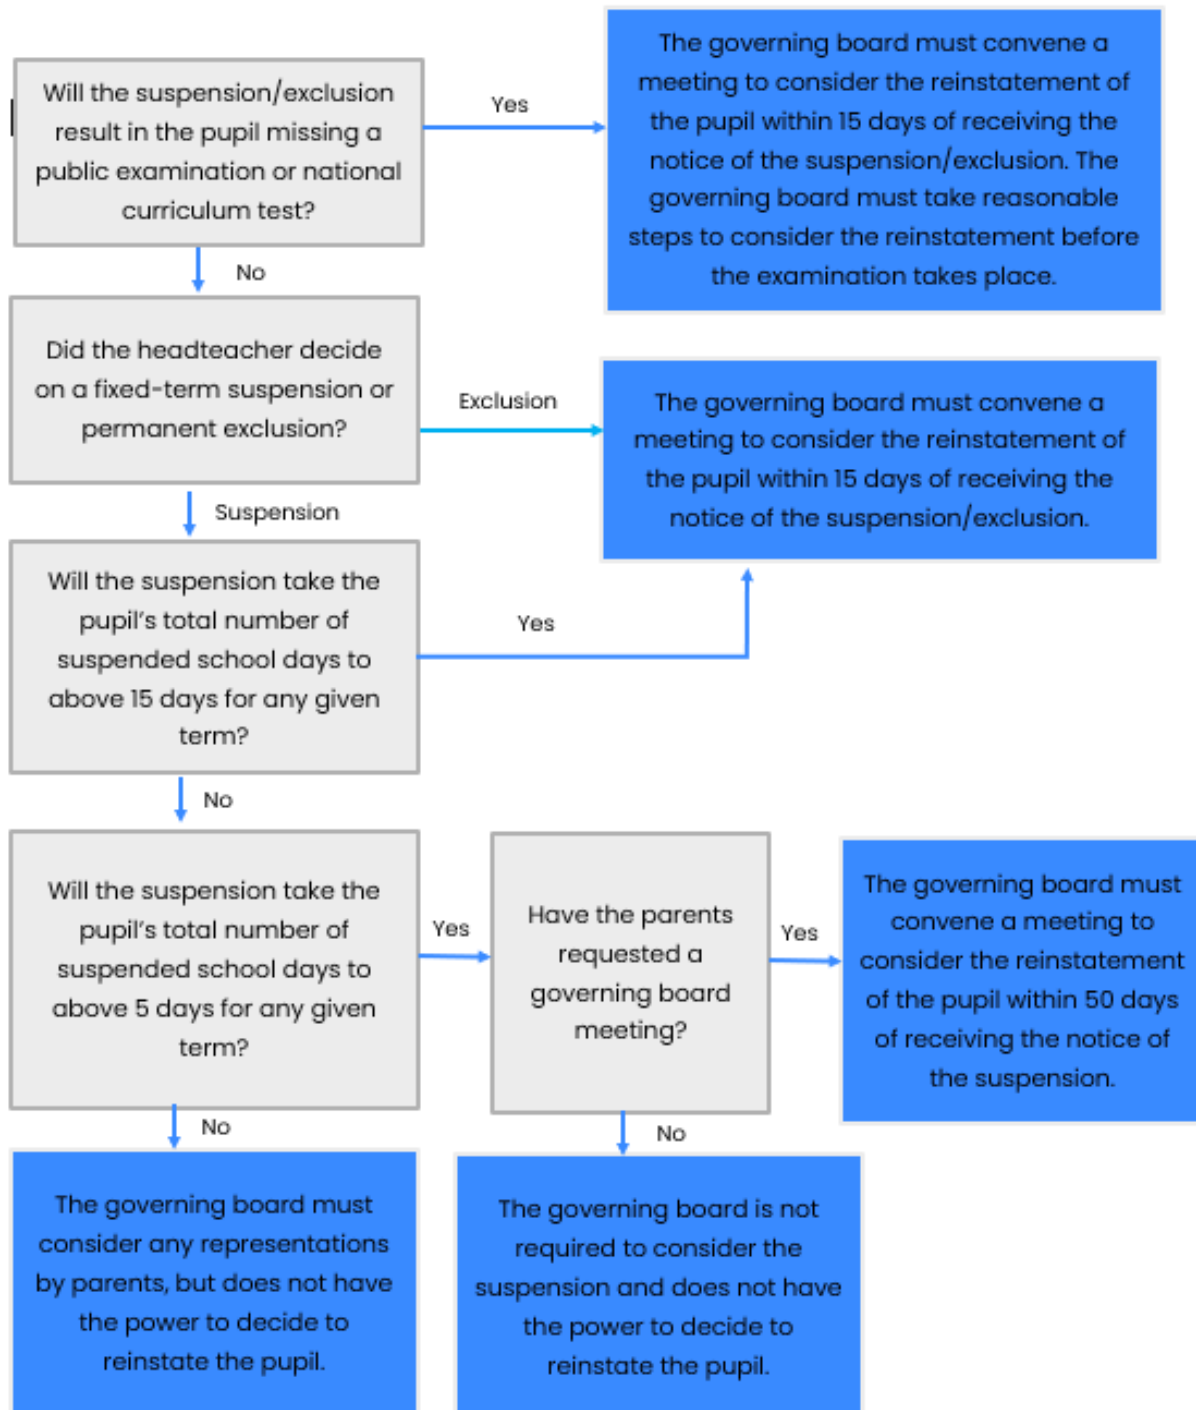 Will the suspension/exclusion
result in the pupil missing a
public examination or national
curriculum test?
Yes
The governing board must convene a
meeting to consider the reinstatement of
the pupil within 15 days of receiving the
notice of the suspension/exclusion. The
governing board must take reasonable
steps to consider the reinstatement before
the examination takes place.
No
Did the headteacher decide
on a fixed-term suspension or
permanent exclusion?
Exclusion
The governing board must convene a
meeting to consider the reinstatement of
the pupil within 15 days of receiving the
notice of the suspension/exclusion.
Suspension
Will the suspension take the
pupil's total number of
suspended school days to
above 15 days for any given
term?
Yes
No
Will the suspension take the
pupil's total number of
suspended school days to
above 5 days for any given
term?
Yes
Have the parents
requested a
governing board
meeting?
Yes
The governing board must
convene a meeting to
consider the reinstatement
of the pupil within 50 days
of receiving the notice of
the suspension.
No
No
The governing board must
consider any representations
by parents, but does not have
the power to decide to
reinstate the pupil.
The governing board is not
required to consider the
suspension and does not have
the power to decide to
reinstate the pupil.